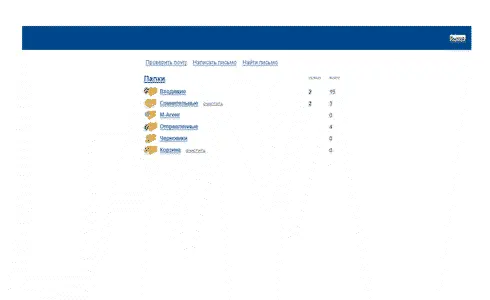 Выход
Проверить почту Написать письмо Найти письмо
Папки новых всего
Входящие 2 15
Сомнительные очистить 2 3
М.Агент 0
Отправленные 4
Черновики 0
Корзина очистить 0